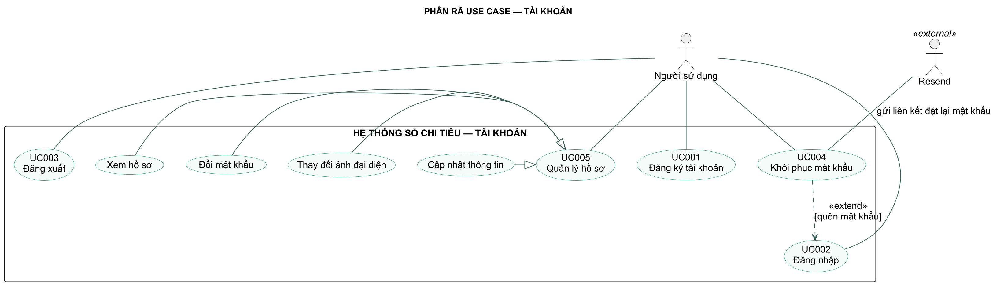 PHÂN RÃ USE CASE — TÀI KHOẢN
«external»
Người sử dụng
Resend
gửi liên kết đặt lại mật khẩu
HỆ THỐNG SỔ CHI TIÊU — TÀI KHOẢN
UC003
Đăng xuất
Xem hồ sơ
Đổi mật khẩu
Thay đổi ảnh đại diện
Cập nhật thông tin
UC005
Quản lý hồ sơ
UC001
Đăng ký tài khoản
UC004
Khôi phục mật khẩu
«extend»
[quên mật khẩu]
UC002
Đăng nhập